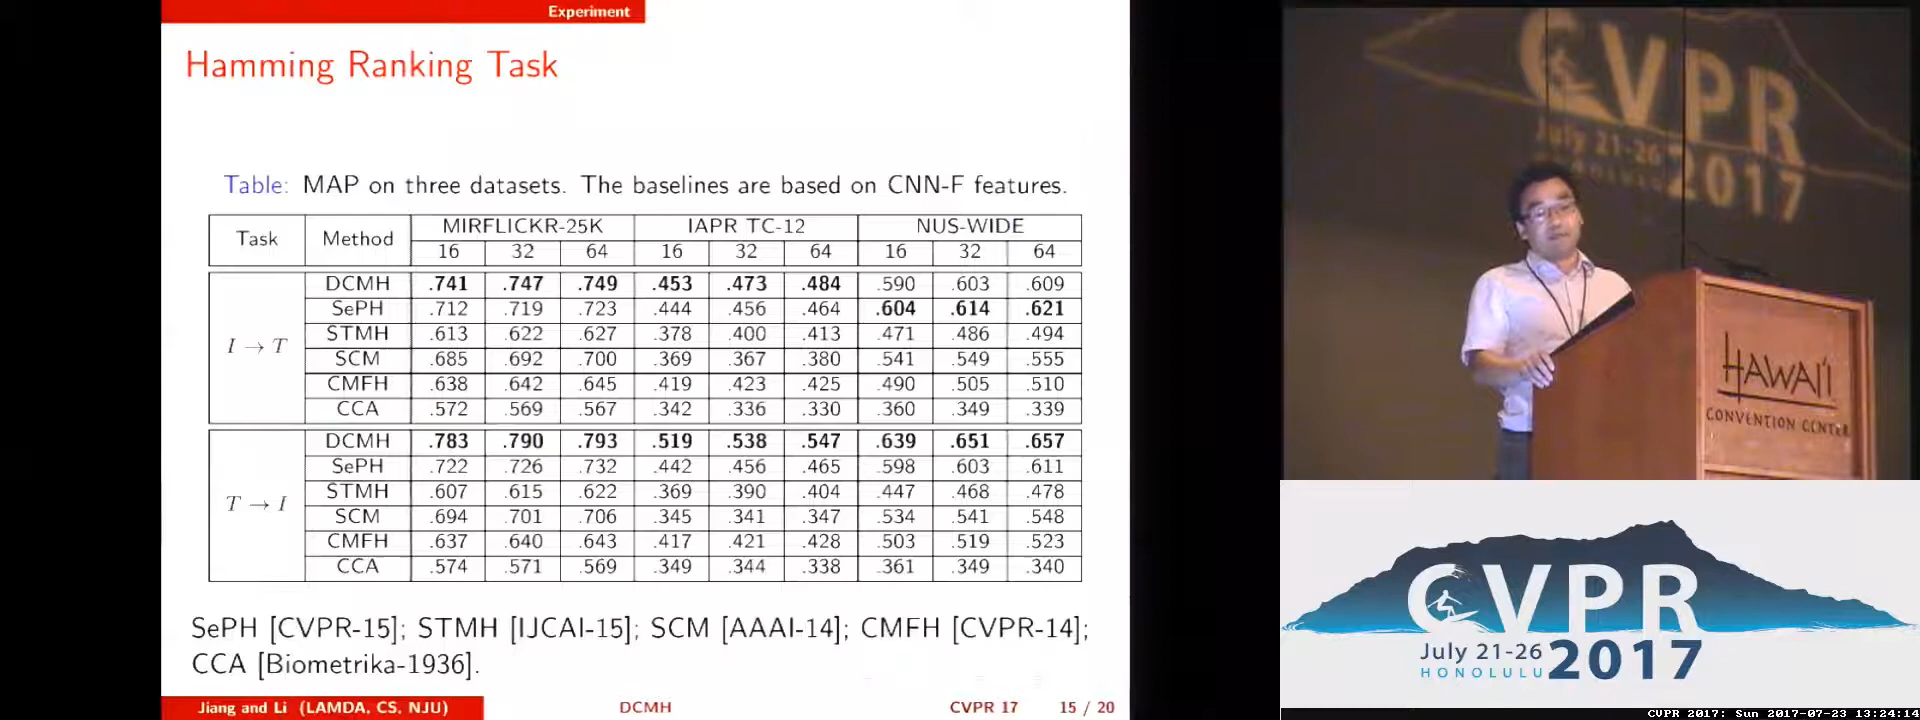 Experiment
Hamming Ranking Task
Table: MAP on three datasets. The baselines are based on CNN-F features.
Task Method MIRFLICKR-25K IAPR TC-12 NUS-WIDE
16 32 64 16 32 64 16 32 64
I → T
DCMH .741 .747 .749 .453 .473 .484 .590 .603 .609
SePH .712 .719 .723 .444 .456 .464 .604 .614 .621
STMH .613 .622 .627 .378 .400 .413 .471 .486 .494
SCM .685 .692 .700 .369 .367 .380 .541 .549 .555
CMFH .638 .642 .645 .419 .423 .425 .490 .505 .510
CCA .572 .569 .567 .342 .336 .330 .360 .349 .339
T → I
DCMH .783 .790 .793 .519 .538 .547 .639 .651 .657
SePH .722 .726 .732 .442 .456 .465 .598 .603 .611
STMH .607 .615 .622 .369 .390 .404 .447 .468 .478
SCM .694 .701 .706 .345 .341 .347 .534 .541 .548
CMFH .637 .640 .643 .417 .421 .428 .503 .519 .523
CCA .574 .571 .569 .349 .344 .338 .361 .349 .340
SePH [CVPR-15]; STMH [IJCAI-15]; SCM [AAAI-14]; CMFH [CVPR-14];
CCA [Biometrika-1936].
Jiang and Li (LAMDA, CS, NJU) DCMH CVPR 17 15 / 20
CVPR
July 21-26
2017
HAWAI'I
CONVENTION CENTER
CVPR
July 21-26
HONOLULU
2017
CVPR 2017: Sun 2017-07-23 13:24:14